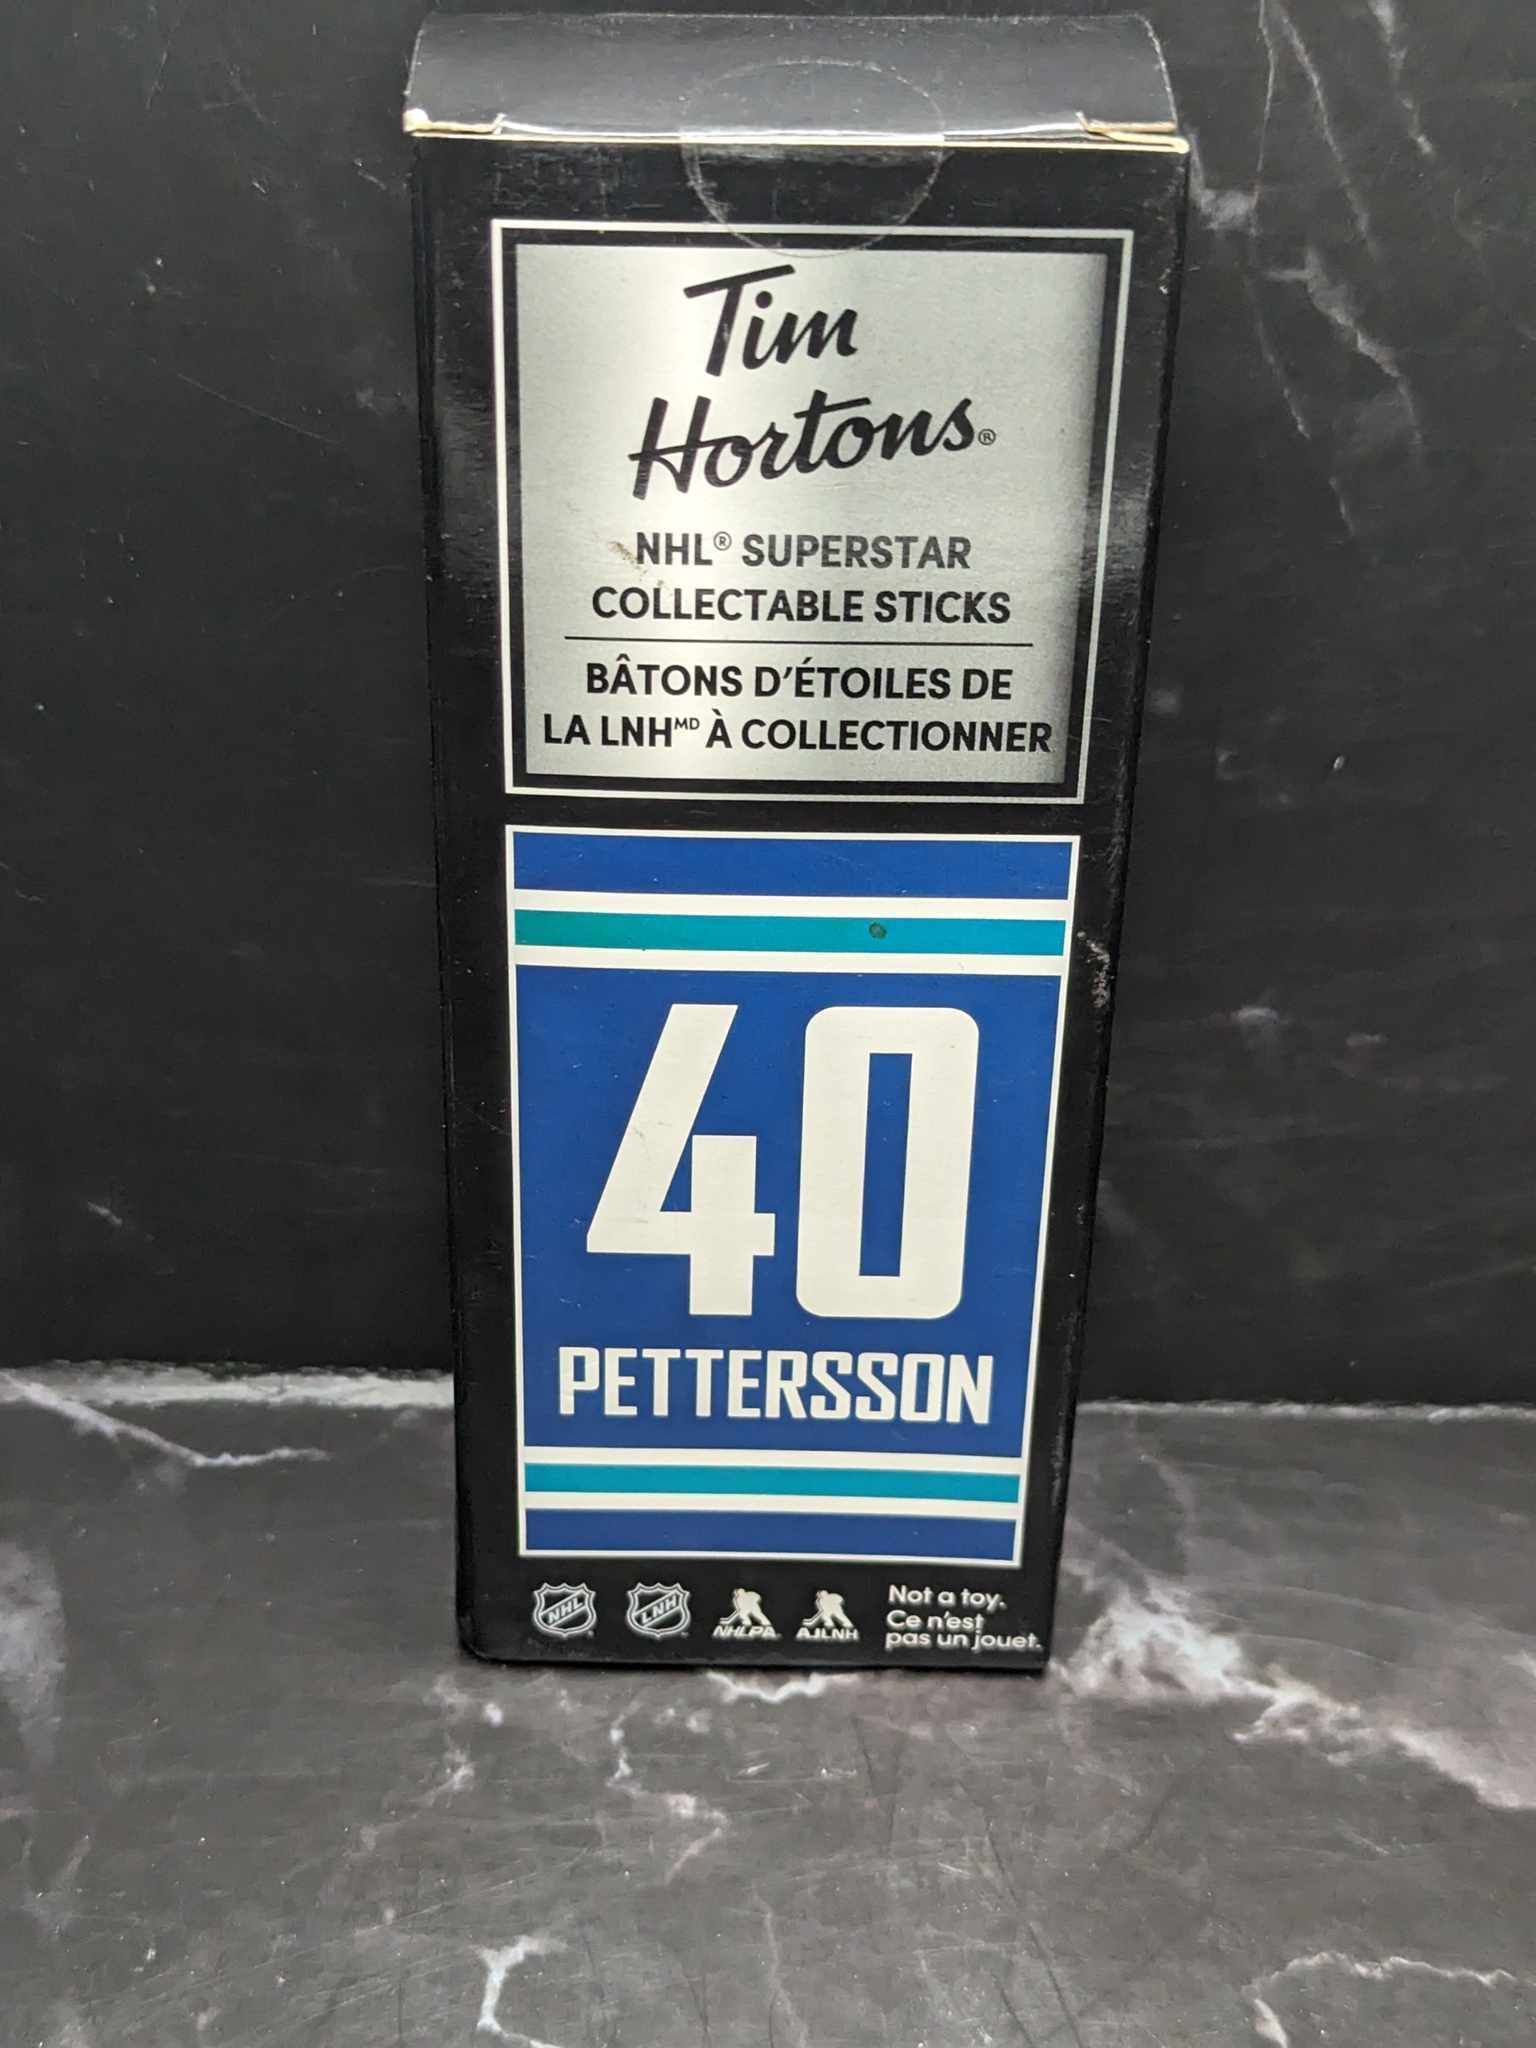 Tim
Hortons®
NHL® SUPERSTAR
COLLECTABLE STICKS
BÂTONS D'ÉTOILES DE
LA LNHᴹᴰ À COLLECTIONNER
40
PETTERSSON
NHL LNH NHLPA AJLNH
Not a toy.
Ce n'est
pas un jouet.